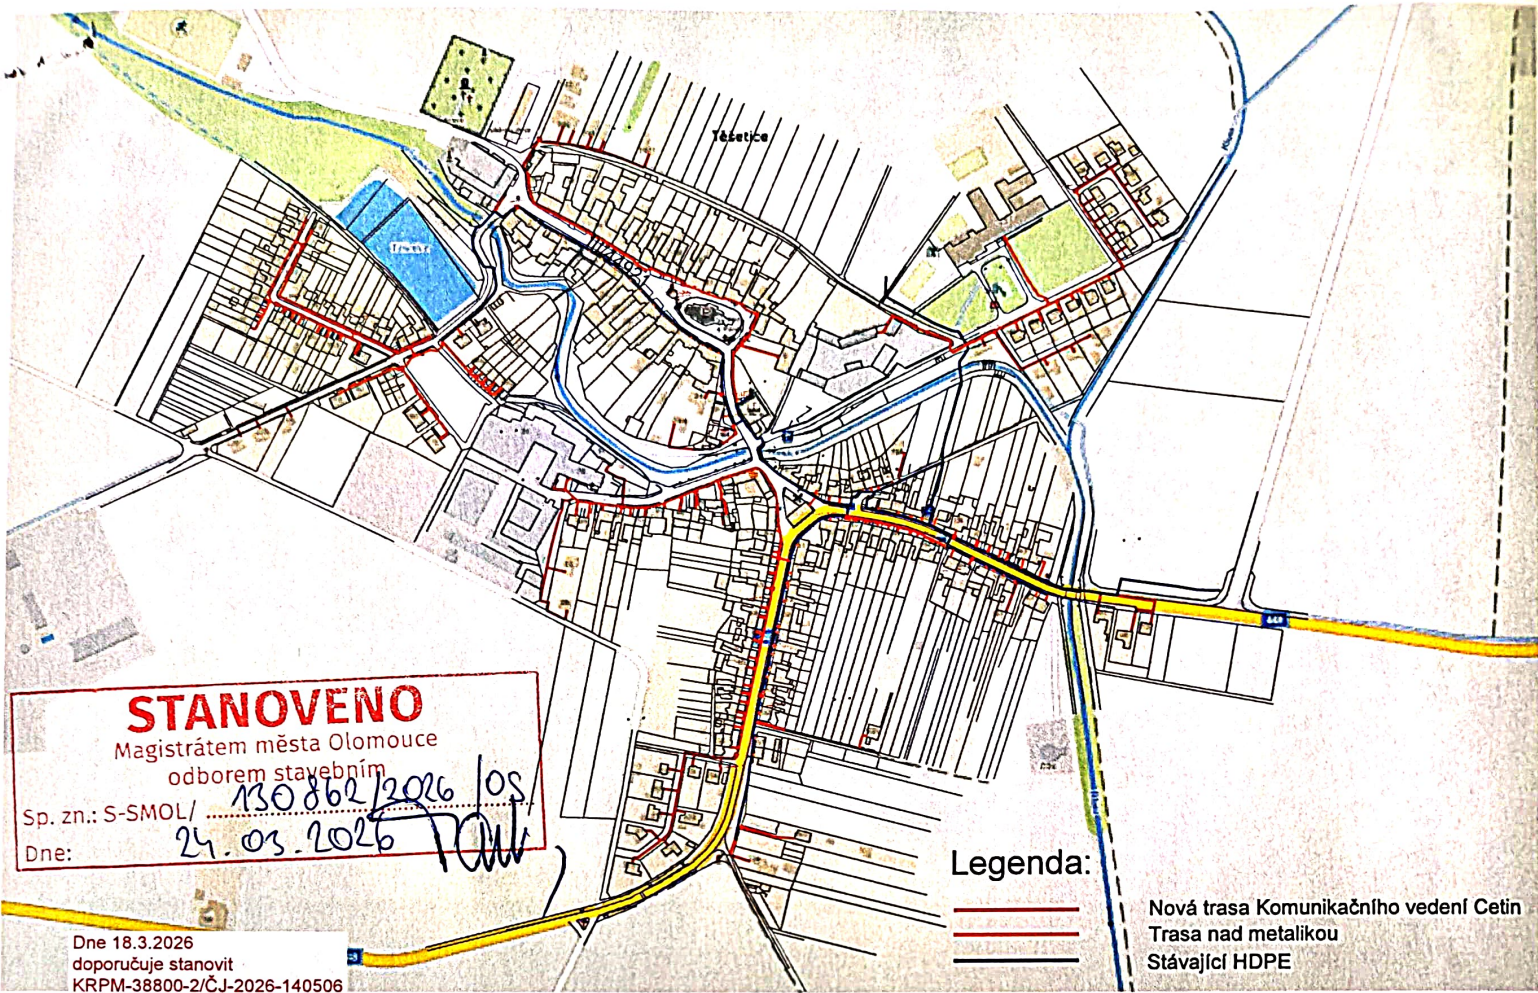 Těšetice
STANOVENO
Magistrátem města Olomouce
odborem stavebním
Sp. zn.: S-SMOL/ 130862/2026/OS/
Dne: 24.03.2026
Dne 18.3.2026
doporučuje stanovit
KRPM-38800-2/ČJ-2026-140506
Legenda:
Nová trasa Komunikačního vedení Cetin
Trasa nad metalikou
Stávající HDPE